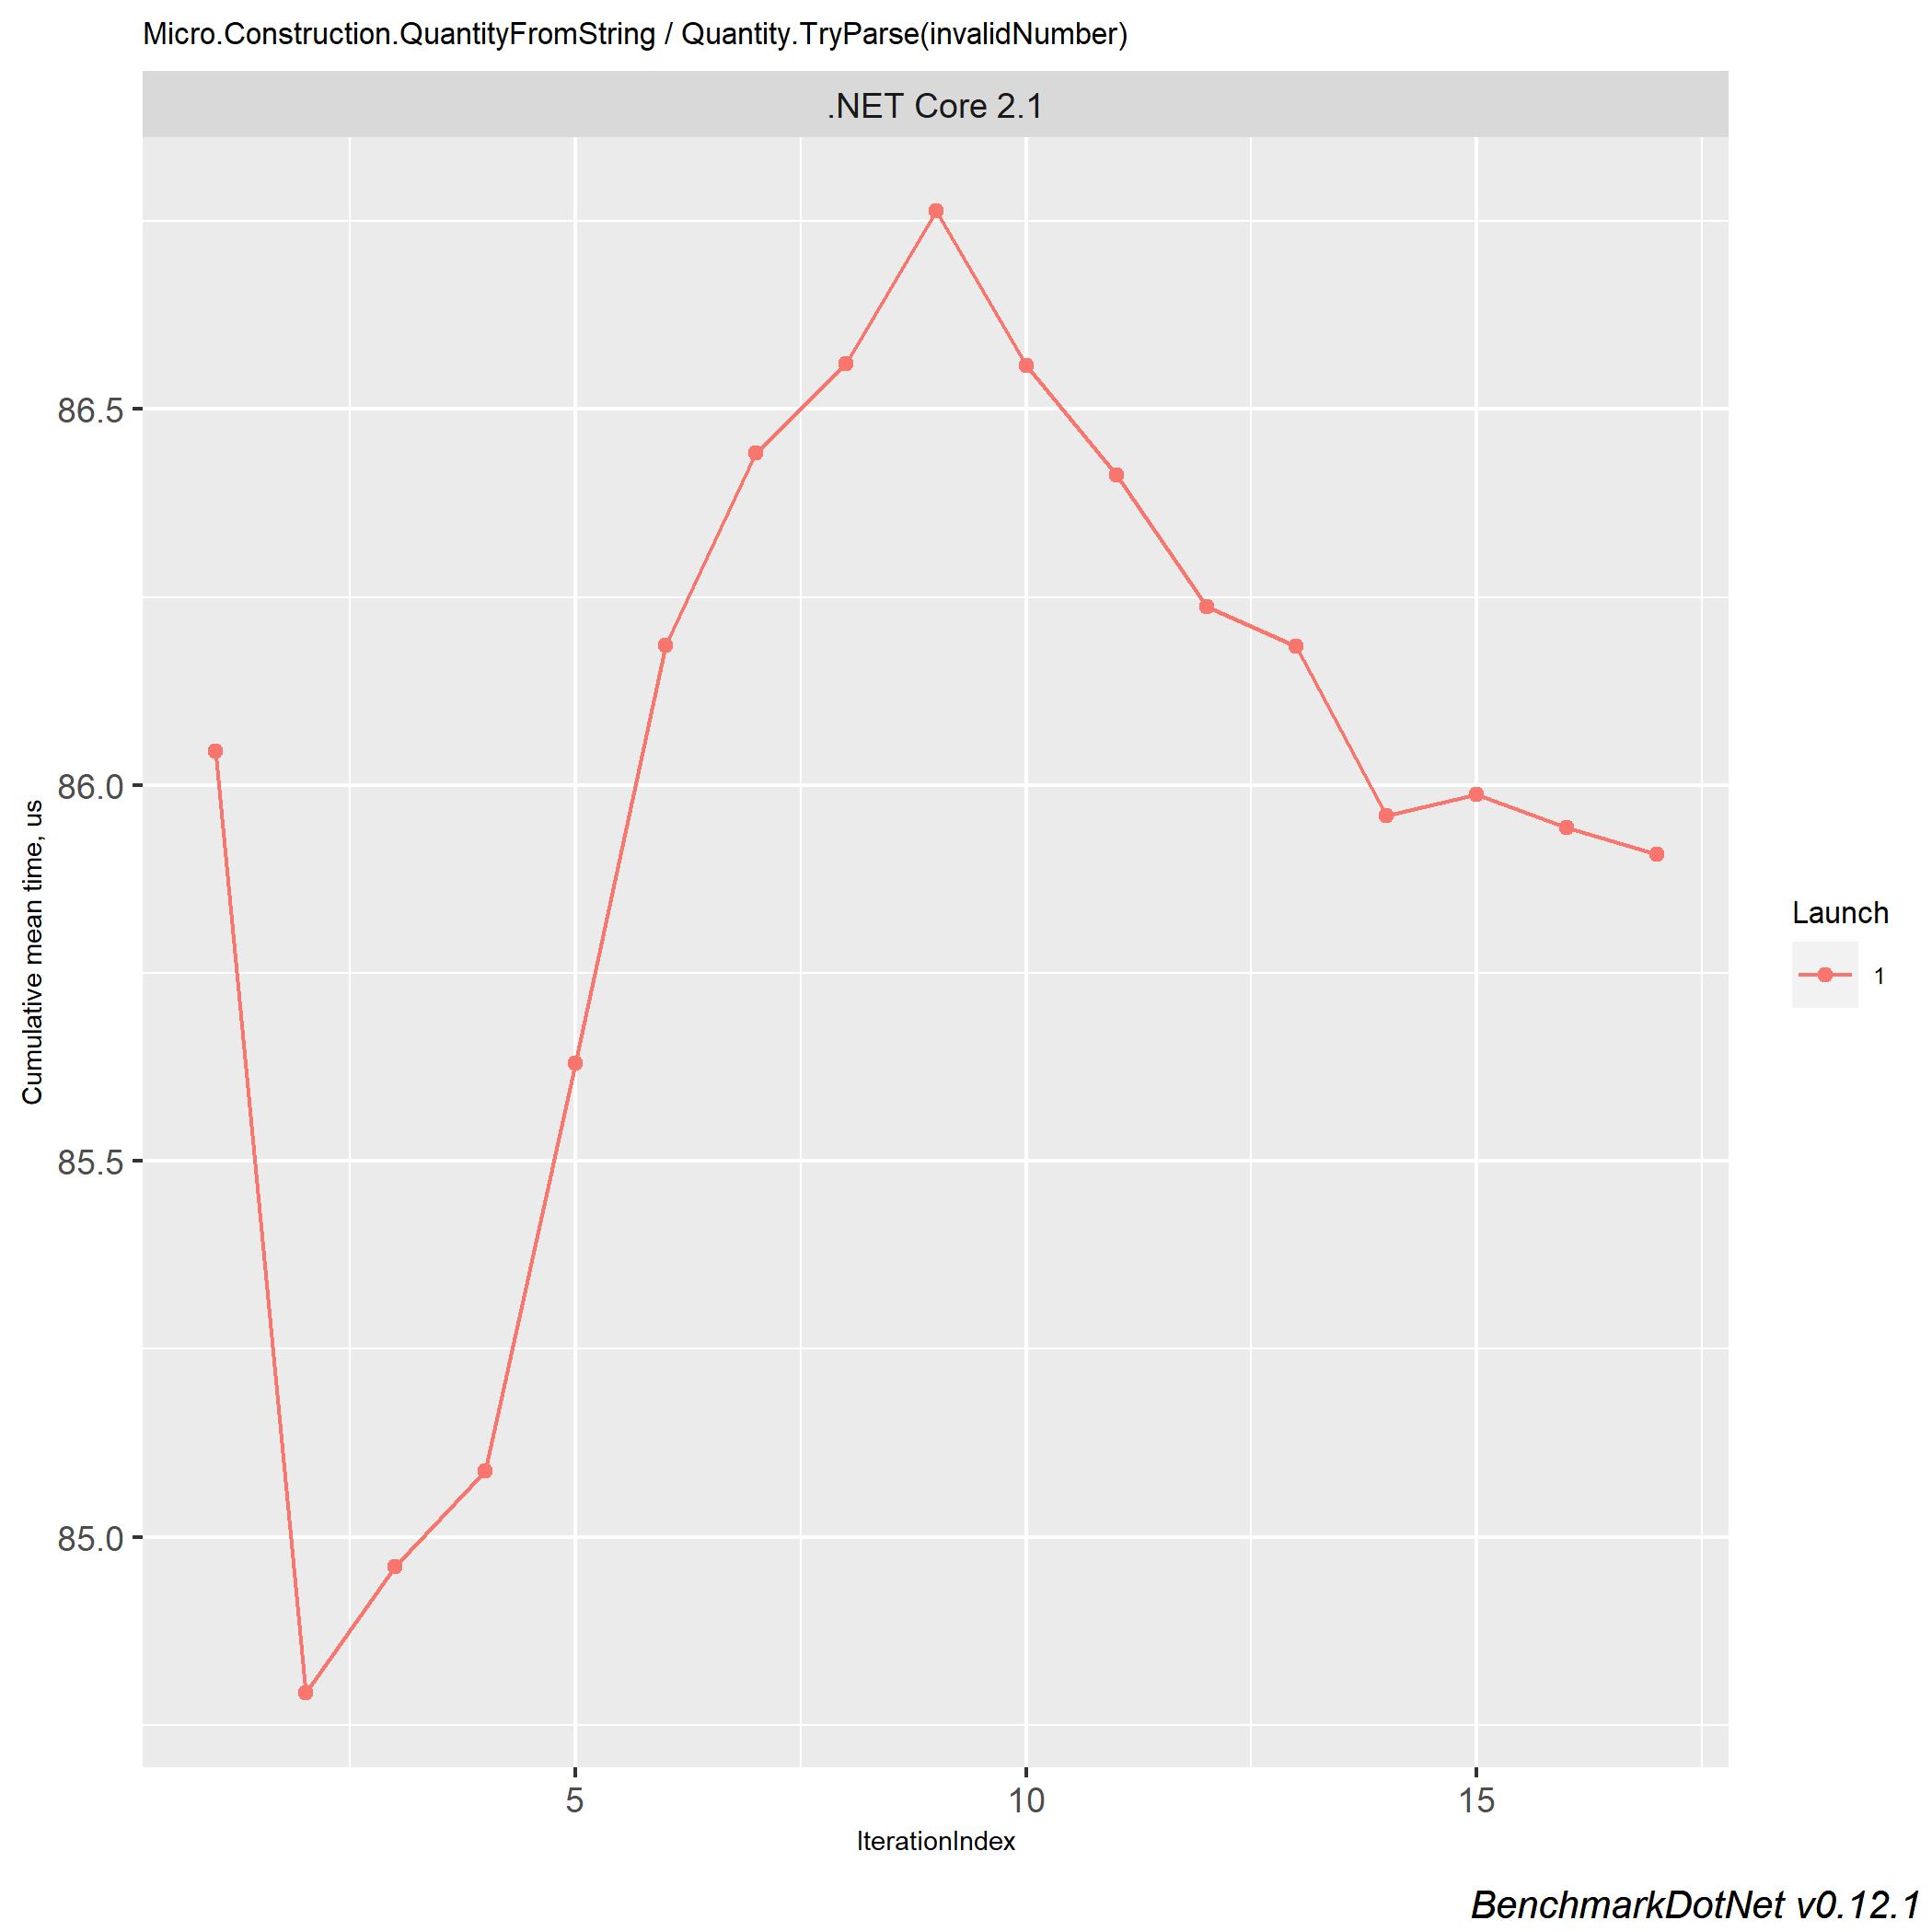 Micro.Construction.QuantityFromString / Quantity.TryParse(invalidNumber)
.NET Core 2.1
Cumulative mean time, us
86.5
86.0
85.5
85.0
5
10
15
IterationIndex
Launch
1
BenchmarkDotNet v0.12.1